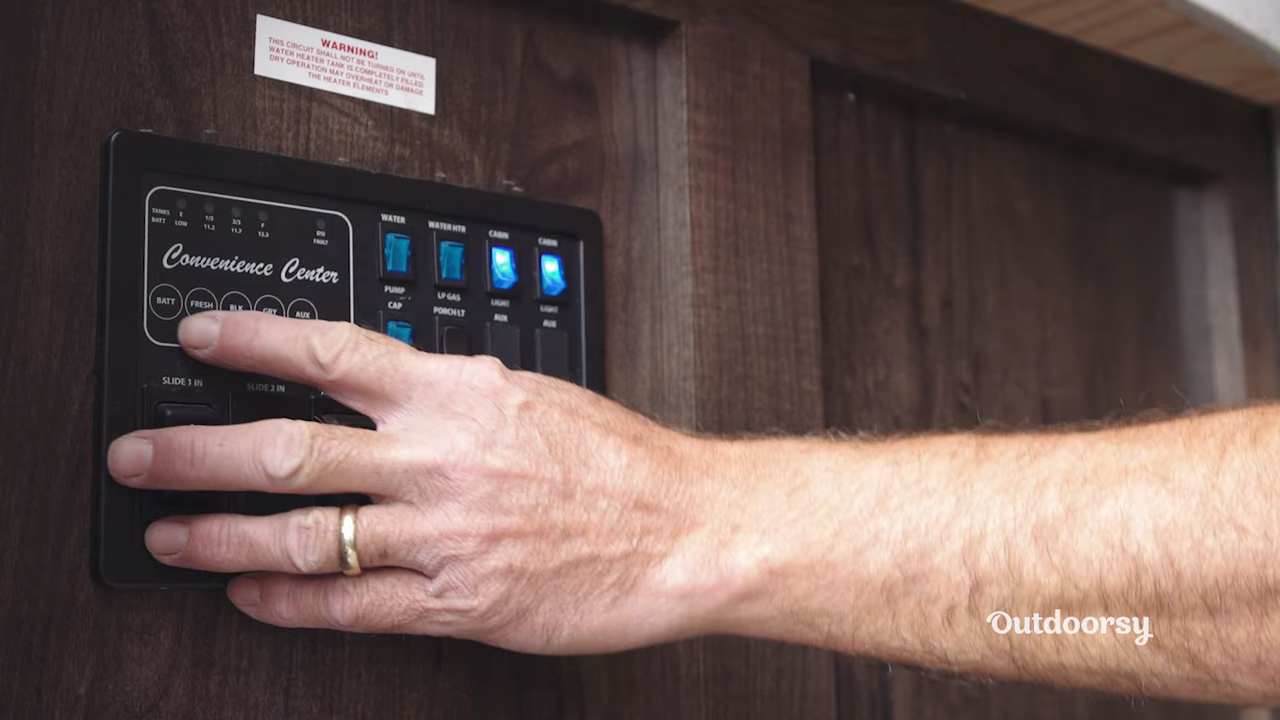 WARNING!
THIS CIRCUIT SHALL NOT BE TURNED ON UNTIL
WATER HEATER TANK IS COMPLETELY FILLED.
DRY OPERATION MAY OVERHEAT OR DAMAGE
THE HEATER ELEMENTS
TANKS E 1/3 2/3 F
BATT LOW 11.2 11.7 12.3
DSI
FAULT
Convenience Center
BATT FRESH BLK GRY AUX
WATER WATER HTR CABIN CABIN
PUMP LP GAS LIGHT LIGHT
CAP PORCH LT AUX AUX
SLIDE 1 IN SLIDE 2 IN
Outdoorsy